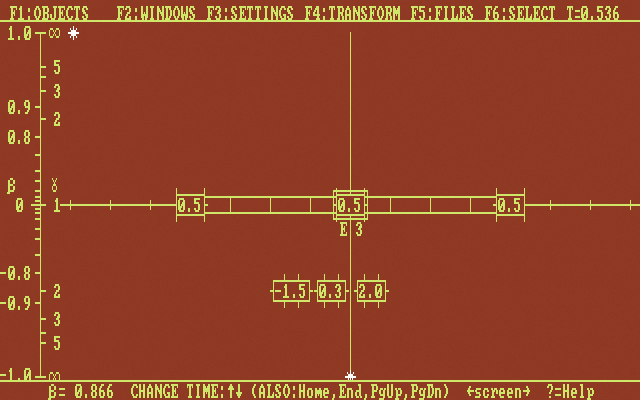 F1:OBJECTS F2:WINDOWS F3:SETTINGS F4:TRANSFORM F5:FILES F6:SELECT T=0.536
1.0 ∞
5
3
0.9
2
0.8
β γ
0 1 0.5 0.5 0.5
E 3
-0.8
2 -1.5 0.3 2.0
-0.9
3
5
-1.0 ∞
β= 0.866 CHANGE TIME:↑↓ (ALSO:Home,End,PgUp,PgDn) ←screen→ ?=Help